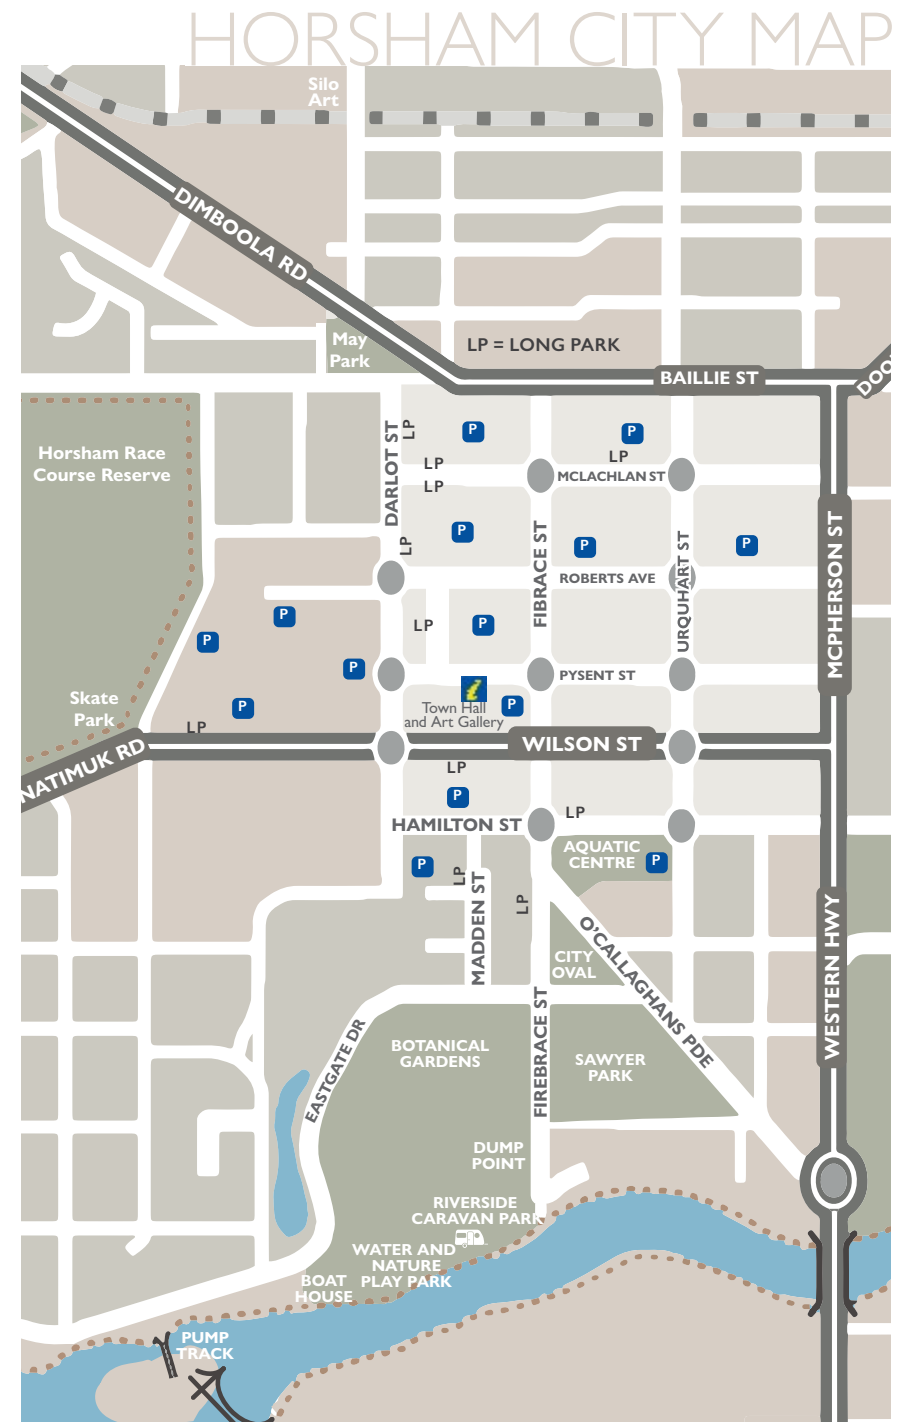 HORSHAM CITY MAP
Silo
Art
DIMBOOLA RD
May
Park
LP = LONG PARK
BAILLIE ST
Horsham Race
Course Reserve
DARLOT ST
LP
P
P
LP
LP
LP
MCLACHLAN ST
LP
P
FIBRACE ST
P
URQUHART ST
P
MCPHERSON ST
ROBERTS AVE
P
P
LP
P
P
PYSENT ST
Skate
Park
P
LP
Town Hall
and Art Gallery
P
NATIMUK RD
WILSON ST
LP
P
HAMILTON ST
LP
P
LP
MADDEN ST
LP
AQUATIC
CENTRE
P
O'CALLAGHANS PDE
WESTERN HWY
CITY
OVAL
EASTGATE DR
BOTANICAL
GARDENS
FIREBRACE ST
SAWYER
PARK
DUMP
POINT
RIVERSIDE
CARAVAN PARK
WATER AND
NATURE
PLAY PARK
BOAT
HOUSE
PUMP
TRACK